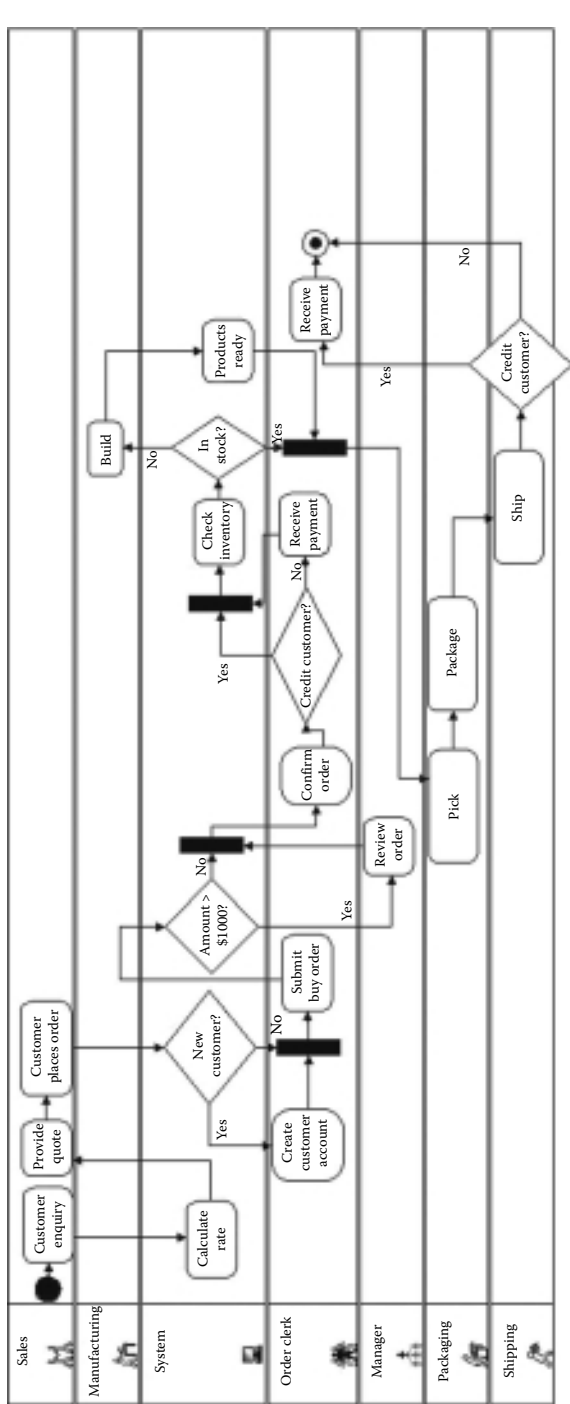 Sales
Customer
enquiry
Provide
quote
Customer
places order
Manufacturing
Build
System
Calculate
rate
New
customer?
Yes
No
Amount >
$1000?
No
Yes
Check
inventory
Yes
In
stock?
No
Yes
Products
ready
Order clerk
Create
customer
account
Submit
buy order
Confirm
order
Credit customer?
No
Receive
payment
Receive
payment
Manager
Review
order
Yes
No
Packaging
Pick
Package
Shipping
Ship
Credit
customer?